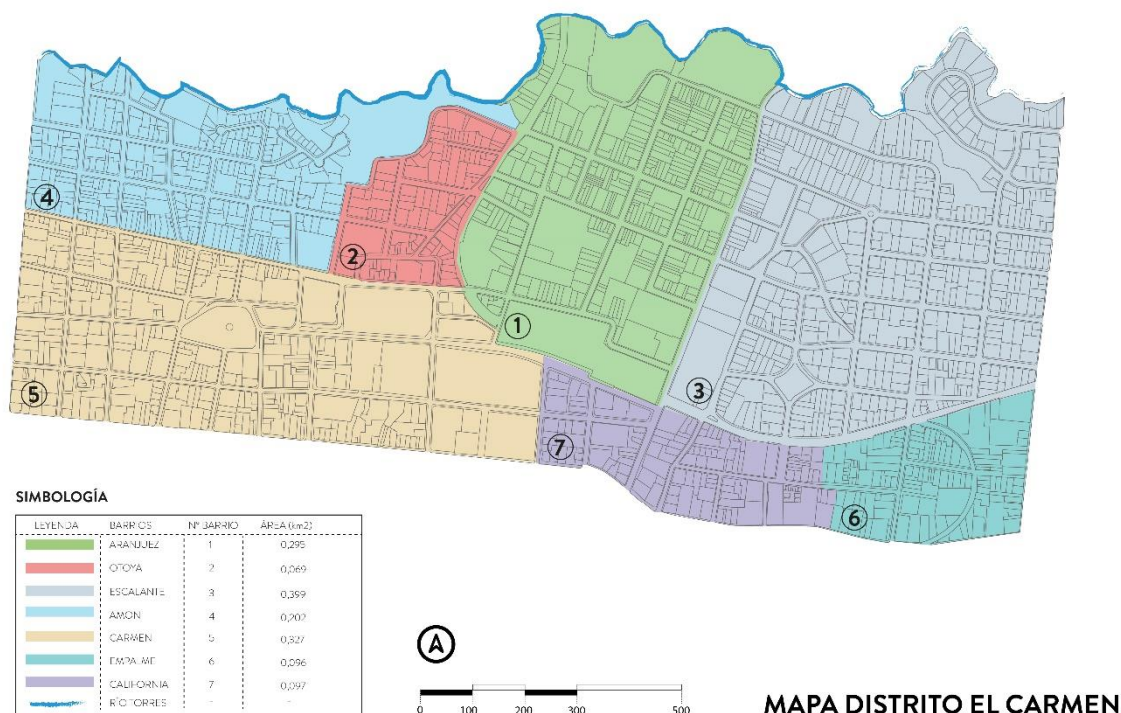 4
2
1
5
3
7
6
SIMBOLOGÍA
LEYENDA BARRIOS Nº BARRIO ÁREA (km2)
ARANJUEZ 1 0,295
OTOYA 2 0,069
ESCALANTE 3 0,399
AMON 4 0,202
CARMEN 5 0,327
EMPALME 6 0,096
CALIFORNIA 7 0,097
RÍO TORRES - -
A
0 100 200 300 500
MAPA DISTRITO EL CARMEN